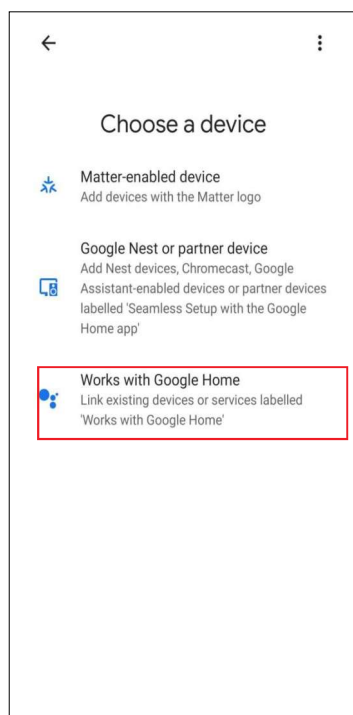 Choose a device
Matter-enabled device
Add devices with the Matter logo
Google Nest or partner device
Add Nest devices, Chromecast, Google
Assistant-enabled devices or partner devices
labelled 'Seamless Setup with the Google
Home app'
Works with Google Home
Link existing devices or services labelled
'Works with Google Home'